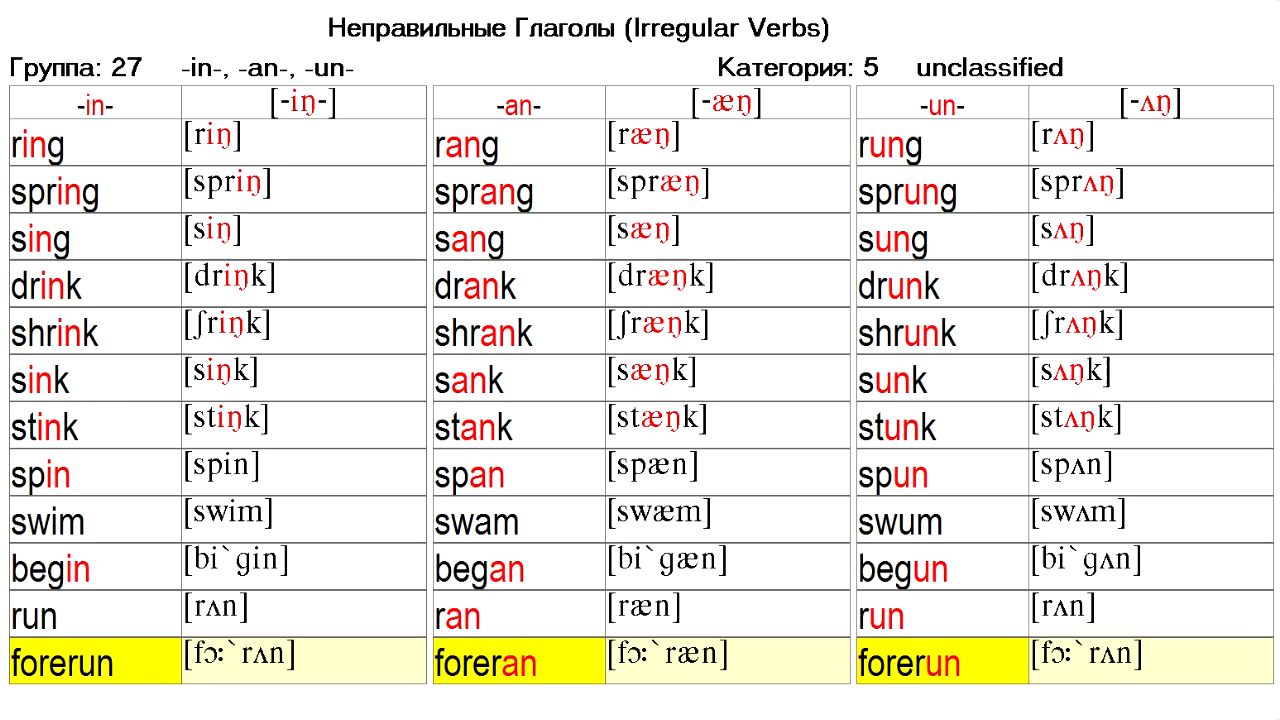 Неправильные Глаголы (Irregular Verbs)
Группа: 27 -in-, -an-, -un- Категория: 5 unclassified
-in- [-iŋ-] -an- [-æŋ] -un- [-ʌŋ]
ring [riŋ] rang [ræŋ] rung [rʌŋ]
spring [spriŋ] sprang [spræŋ] sprung [sprʌŋ]
sing [siŋ] sang [sæŋ] sung [sʌŋ]
drink [driŋk] drank [dræŋk] drunk [drʌŋk]
shrink [ʃriŋk] shrank [ʃræŋk] shrunk [ʃrʌŋk]
sink [siŋk] sank [sæŋk] sunk [sʌŋk]
stink [stiŋk] stank [stæŋk] stunk [stʌŋk]
spin [spin] span [spæn] spun [spʌn]
swim [swim] swam [swæm] swum [swʌm]
begin [bi`gin] began [bi`gæn] begun [bi`gʌn]
run [rʌn] ran [ræn] run [rʌn]
forerun [fɔ:`rʌn] foreran [fɔ:`ræn] forerun [fɔ:`rʌn]